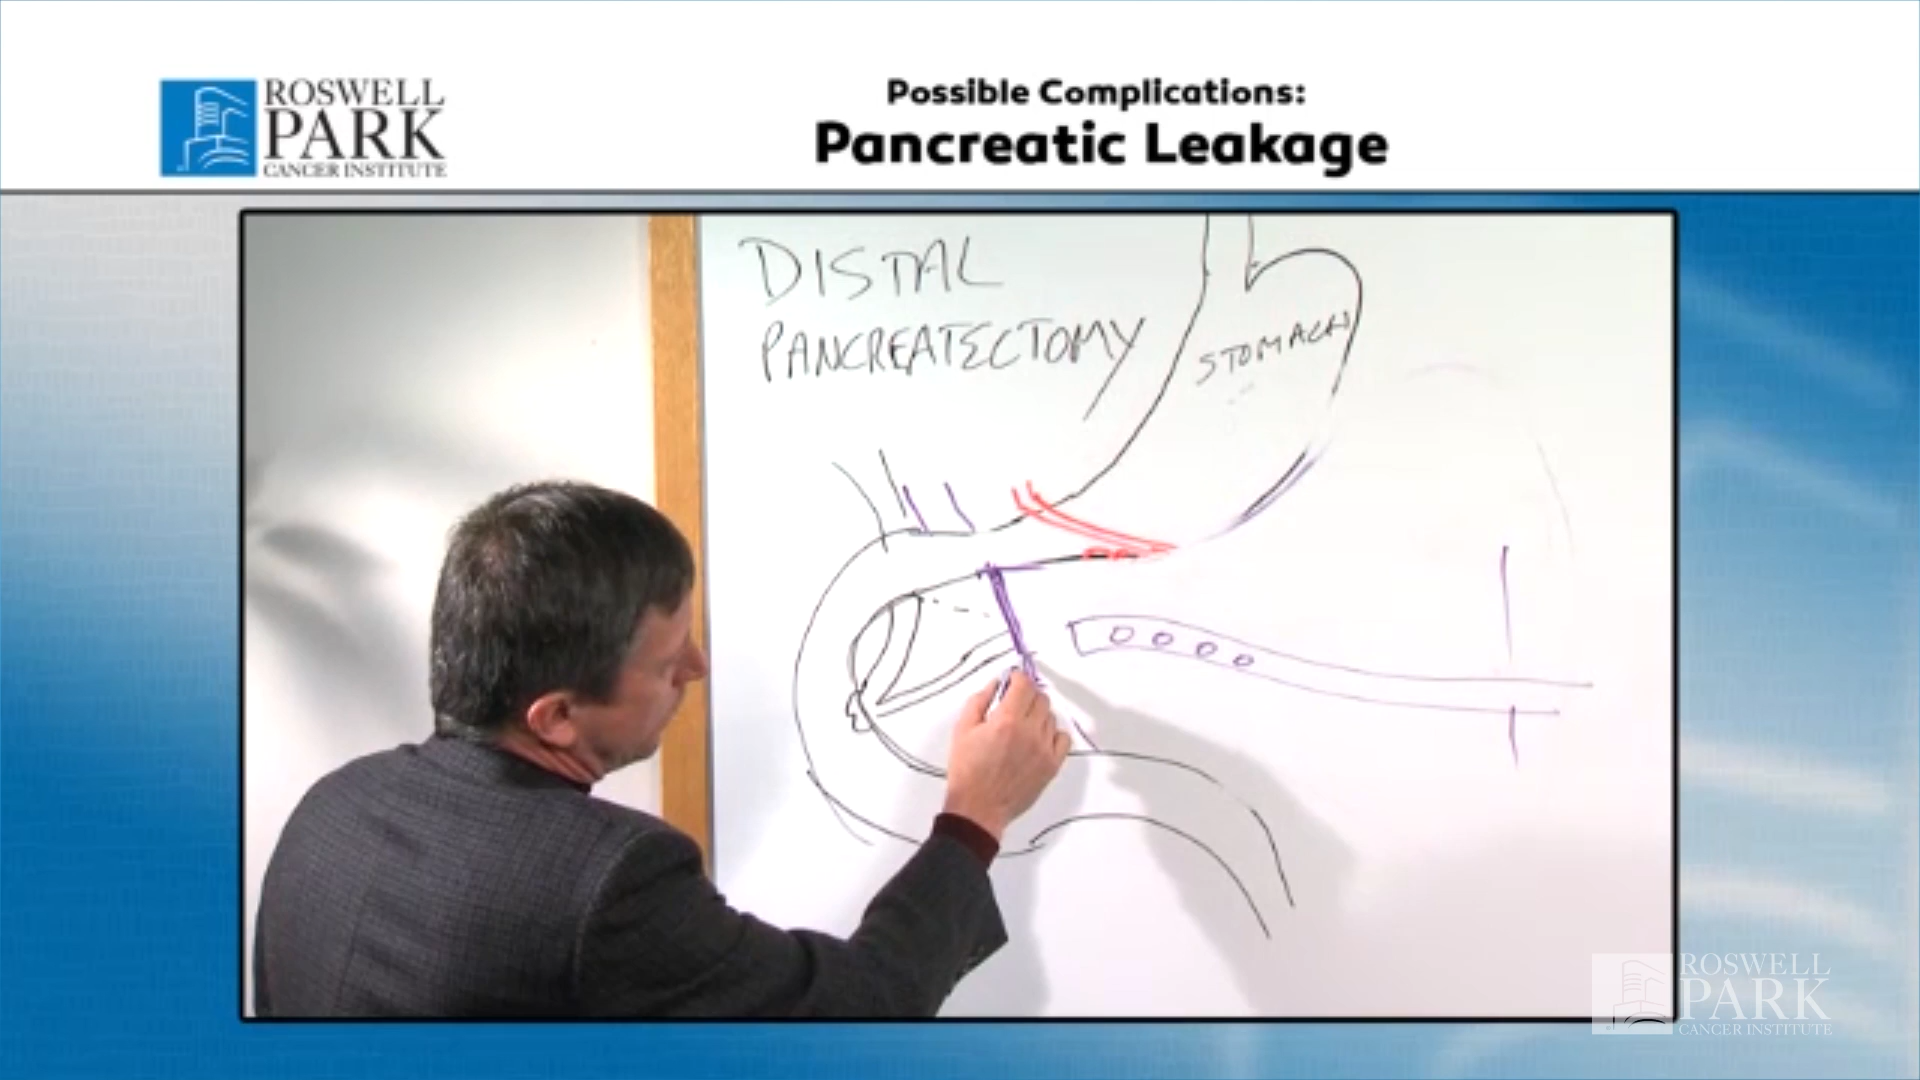 ROSWELL
PARK
CANCER INSTITUTE
Possible Complications:
Pancreatic Leakage
DISTAL
PANCREATECTOMY
STOMACH
ROSWELL
PARK
CANCER INSTITUTE